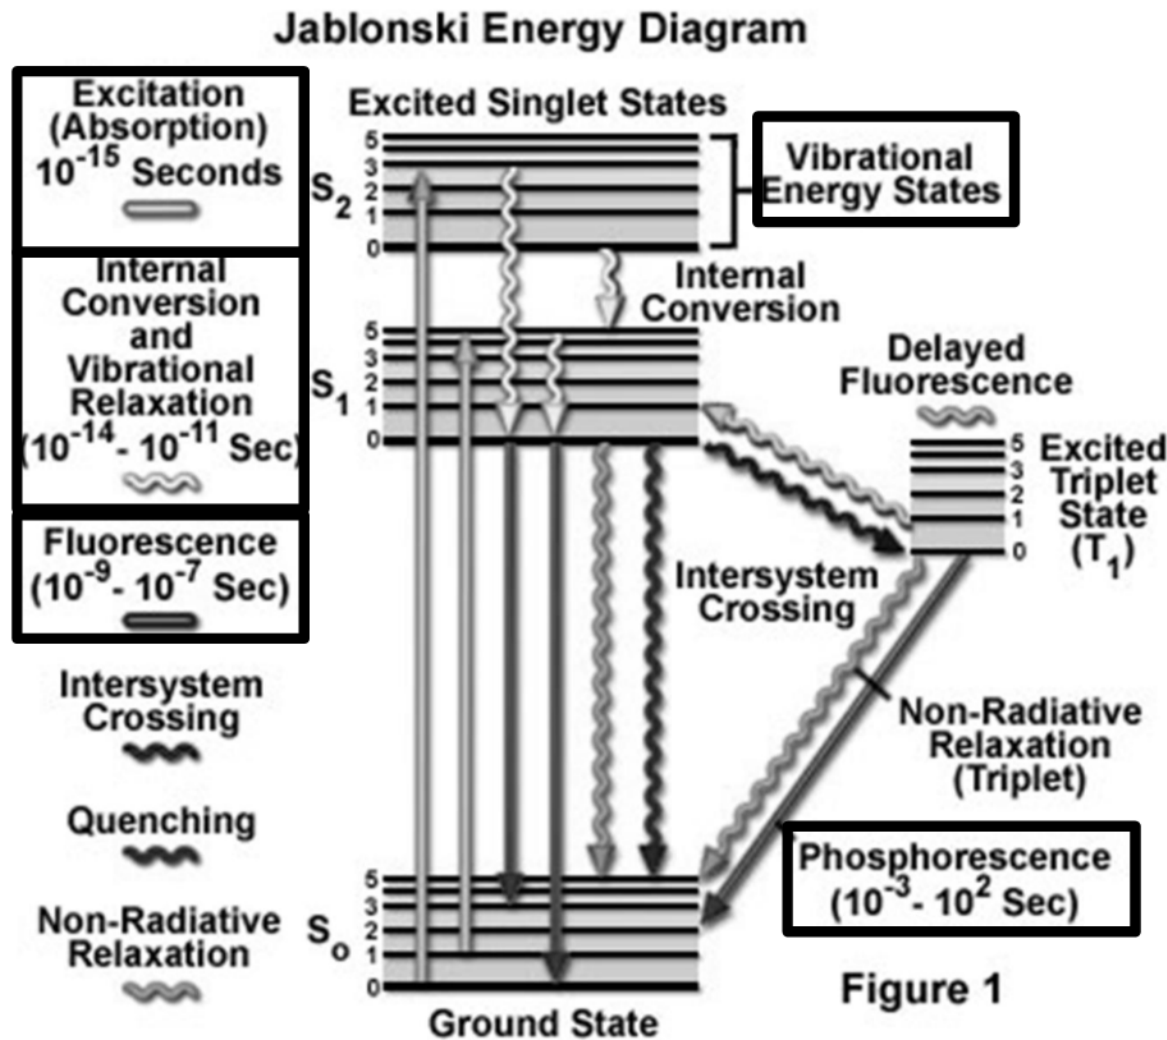 Jablonski Energy Diagram
Excitation
(Absorption)
10⁻¹⁵ Seconds
Internal
Conversion
and
Vibrational
Relaxation
(10⁻¹⁴- 10⁻¹¹ Sec)
Fluorescence
(10⁻⁹- 10⁻⁷ Sec)
Intersystem
Crossing
Quenching
Non-Radiative
Relaxation
Excited Singlet States
S₂
5
3
2
1
0
Vibrational
Energy States
Internal
Conversion
S₁
5
3
2
1
0
Delayed
Fluorescence
5
3
2
1
0
Excited
Triplet
State
(T₁)
Intersystem
Crossing
Non-Radiative
Relaxation
(Triplet)
Phosphorescence
(10⁻³- 10² Sec)
S₀
5
3
2
1
0
Ground State
Figure 1